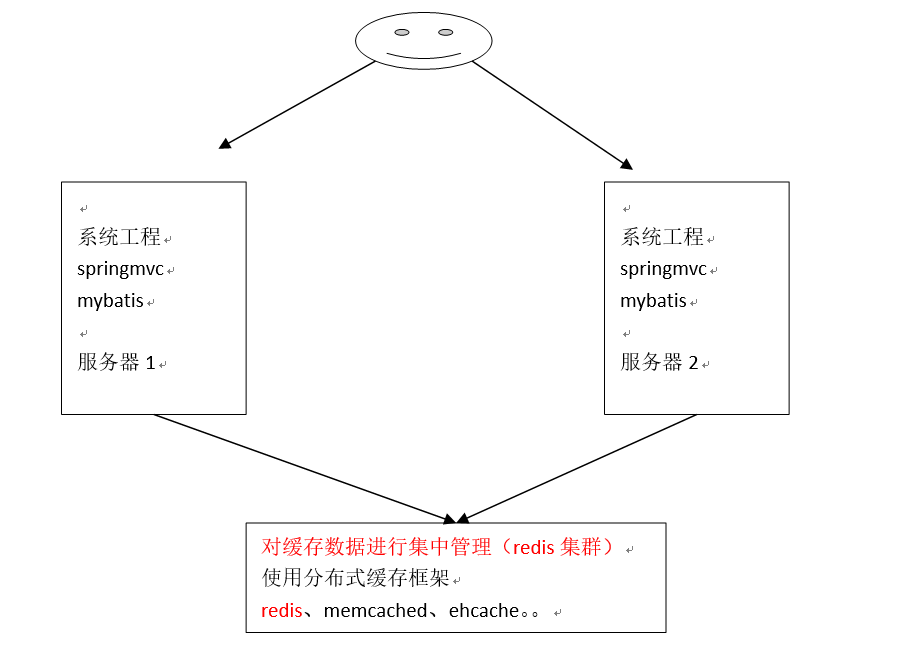 系统工程
springmvc
mybatis
服务器 1
系统工程
springmvc
mybatis
服务器 2
对缓存数据进行集中管理（redis 集群）
使用分布式缓存框架
redis、memcached、ehcache。。